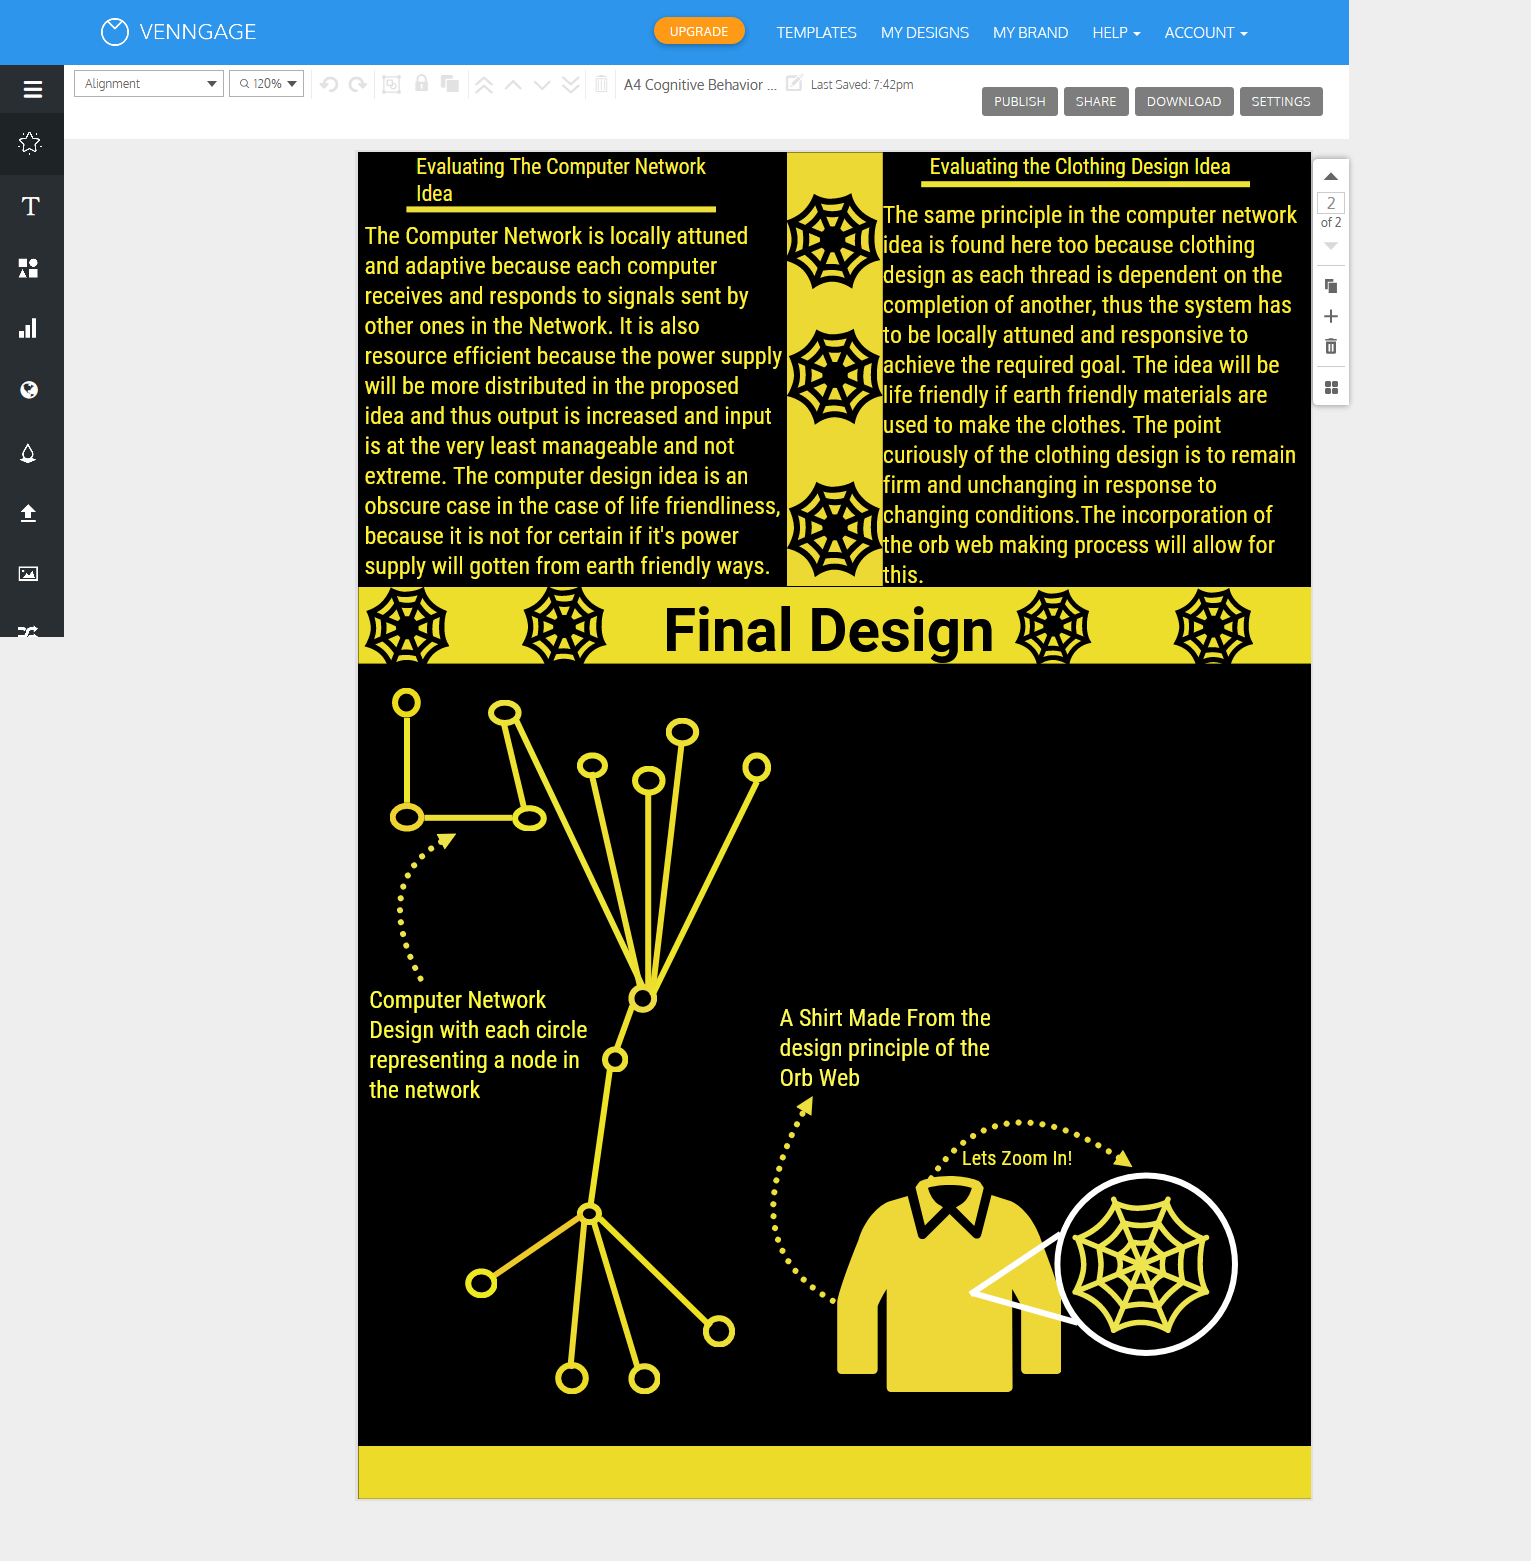 VENNGAGE
UPGRADE
TEMPLATES
MY DESIGNS
MY BRAND
HELP
ACCOUNT
Alignment
120%
A4 Cognitive Behavior ...
Last Saved: 7:42pm
PUBLISH
SHARE
DOWNLOAD
SETTINGS
T
2
of 2
Evaluating The Computer Network
Idea
The Computer Network is locally attuned
and adaptive because each computer
receives and responds to signals sent by
other ones in the Network. It is also
resource efficient because the power supply
will be more distributed in the proposed
idea and thus output is increased and input
is at the very least manageable and not
extreme. The computer design idea is an
obscure case in the case of life friendliness,
because it is not for certain if it's power
supply will gotten from earth friendly ways.
Evaluating the Clothing Design Idea
The same principle in the computer network
idea is found here too because clothing
design as each thread is dependent on the
completion of another, thus the system has
to be locally attuned and responsive to
achieve the required goal. The idea will be
life friendly if earth friendly materials are
used to make the clothes. The point
curiously of the clothing design is to remain
firm and unchanging in response to
changing conditions.The incorporation of
the orb web making process will allow for
this.
Final Design
Computer Network
Design with each circle
representing a node in
the network
A Shirt Made From the
design principle of the
Orb Web
Lets Zoom In!